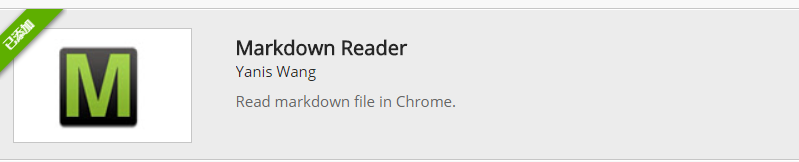 已添加
M
Markdown Reader
Yanis Wang
Read markdown file in Chrome.